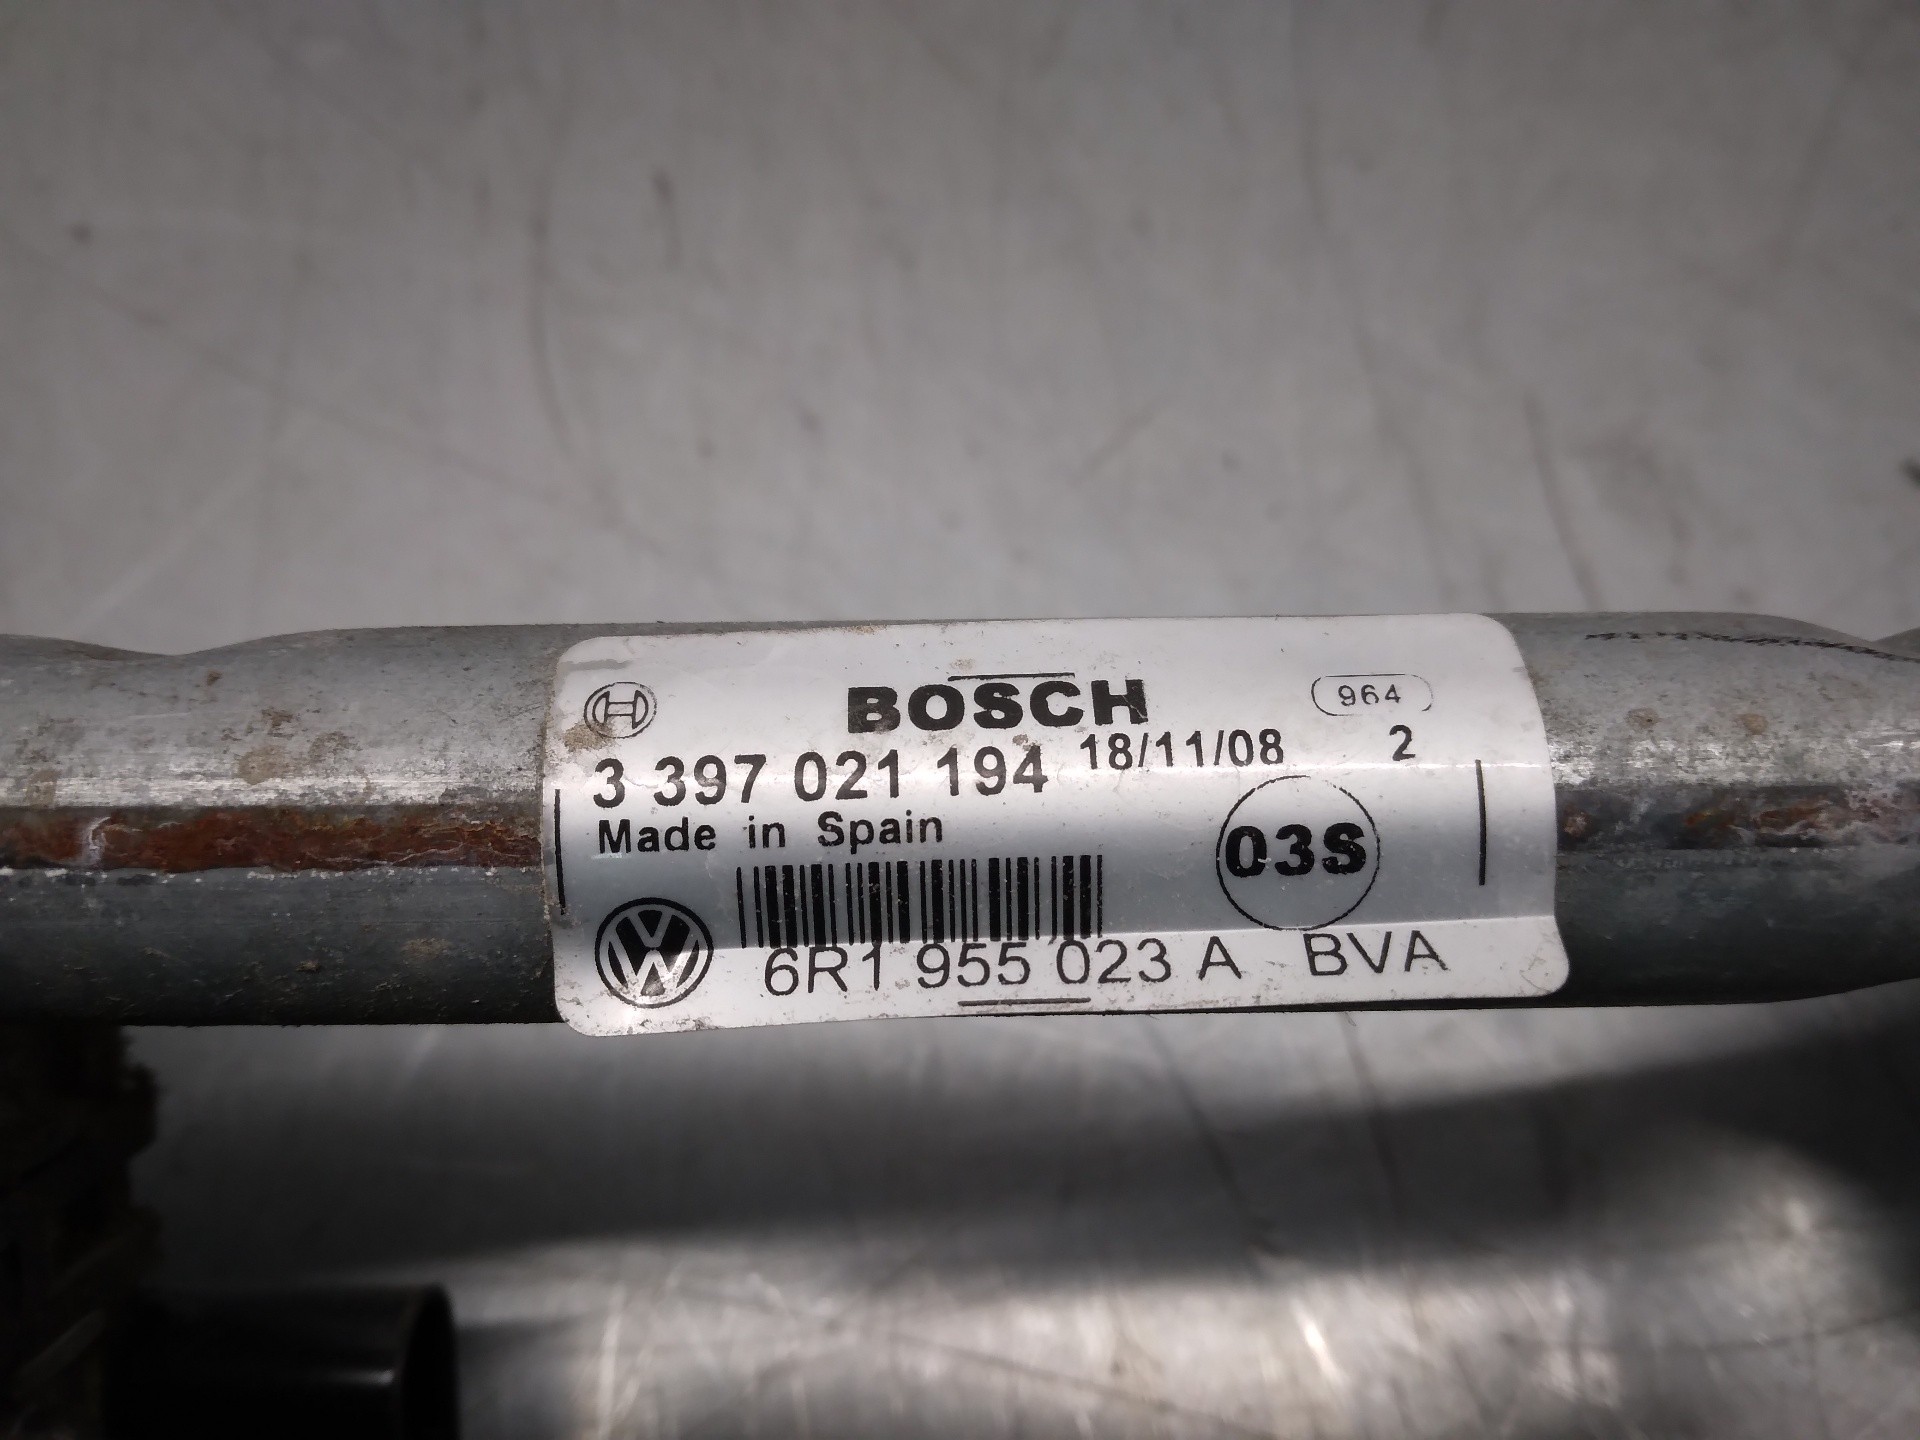 BOSCH 964
3 397 021 194 18/11/08 2
Made in Spain
03S
6R1 955 023 A BVA